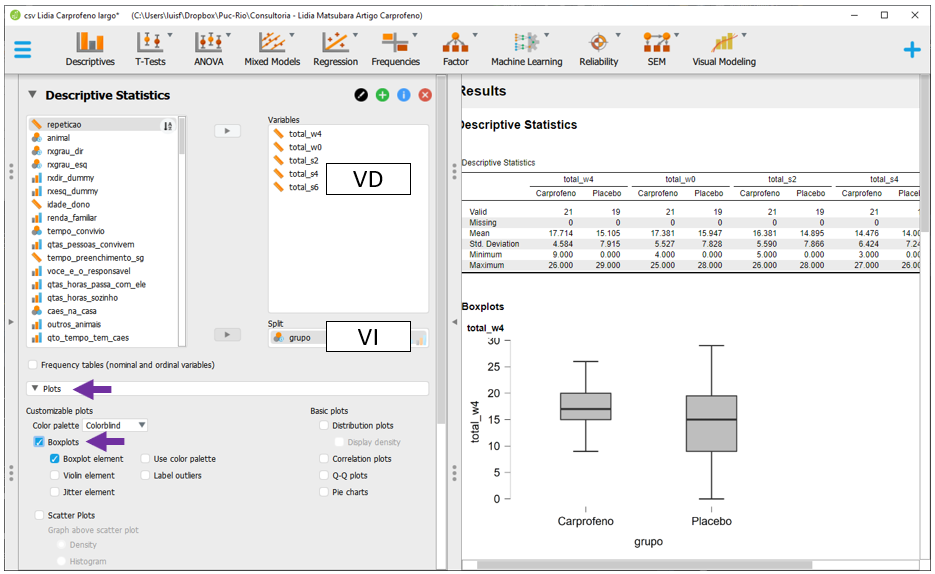 csv Lidia Carprofeno largo* (C:\Users\luisf\Dropbox\Puc-Rio\Consultoria - Lidia Matsubara Artigo Carprofeno)
Descriptives T-Tests ANOVA Mixed Models Regression Frequencies Factor Machine Learning Reliability SEM Visual Modeling
Descriptive Statistics
repeticao
animal
rxgrau_dir
rxgrau_esq
rxdir_dummy
rxesq_dummy
idade_dono
renda_familiar
tempo_convivio
qtas_pessoas_convivem
tempo_preenchimento_sg
voce_e_o_responsavel
qtas_horas_passa_com_ele
qtas_horas_sozinho
caes_na_casa
outros_animais
qto_tempo_tem_caes
Variables
total_w4
total_w0
total_s2
total_s4
total_s6
VD
Split
grupo
VI
Frequency tables (nominal and ordinal variables)
Plots
Customizable plots
Color palette Colorblind
Boxplots
Boxplot element Use color palette
Violin element Label outliers
Jitter element
Scatter Plots
Graph above scatter plot
Density
Histogram
Basic plots
Distribution plots
Display density
Correlation plots
Q-Q plots
Pie charts
Results
Descriptive Statistics
Descriptive Statistics
total_w4 total_w0 total_s2 total_s4
Carprofeno Placebo Carprofeno Placebo Carprofeno Placebo Carprofeno Placeb
Valid 21 19 21 19 21 19 21
Missing 0 0 0 0 0 0 0
Mean 17.714 15.105 17.381 15.947 16.381 14.895 14.476 14.00
Std. Deviation 4.584 7.915 5.527 7.828 5.590 7.866 6.424 7.24
Minimum 9.000 0.000 4.000 0.000 5.000 0.000 3.000 0.00
Maximum 26.000 29.000 25.000 28.000 26.000 28.000 27.000 26.00
Boxplots
total_w4
30
25
20
15
10
5
0
total_w4
Carprofeno Placebo
grupo